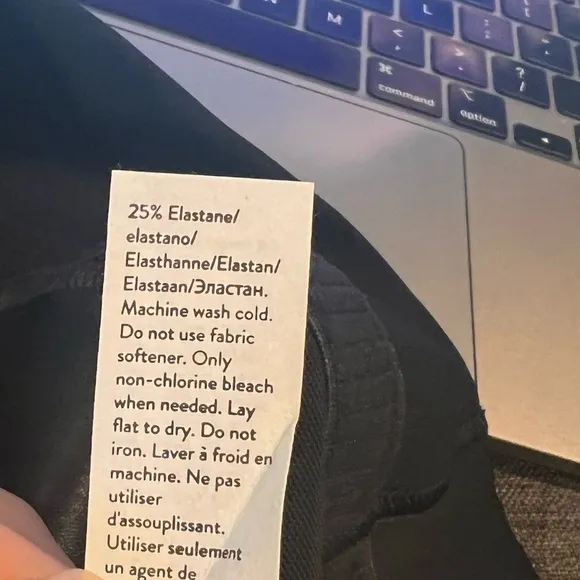 M
L
<
,
>
.
:
;
"
'
?
/
⌘
command
⌥
option
◀
25% Elastane/
elastano/
Elasthanne/Elastan/
Elastaan/Эластан.
Machine wash cold.
Do not use fabric
softener. Only
non-chlorine bleach
when needed. Lay
flat to dry. Do not
iron. Laver à froid en
machine. Ne pas
utiliser
d'assouplissant.
Utiliser seulement
un agent de